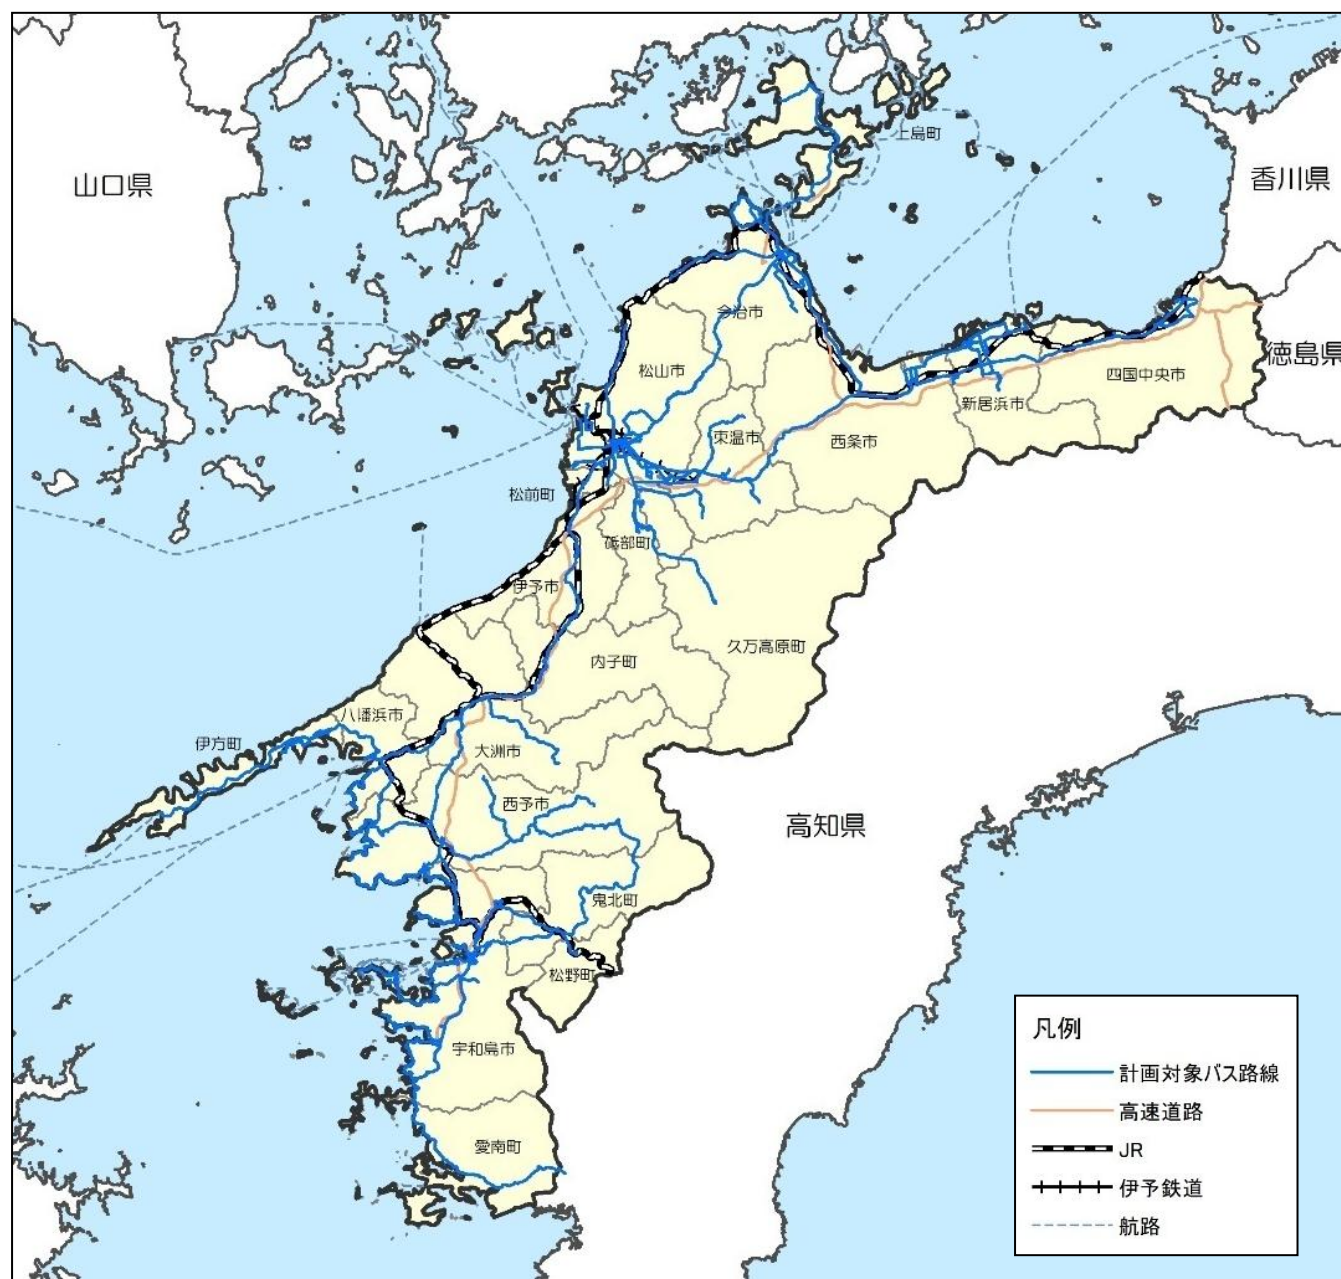 上島町
山口県
香川県
今治市
徳島県
松山市
四国中央市
新居浜市
東温市
西条市
松前町
砥部町
伊予市
久万高原町
内子町
八幡浜市
伊方町
大洲市
西予市
高知県
鬼北町
松野町
宇和島市
愛南町
凡例
計画対象バス路線
高速道路
JR
伊予鉄道
航路